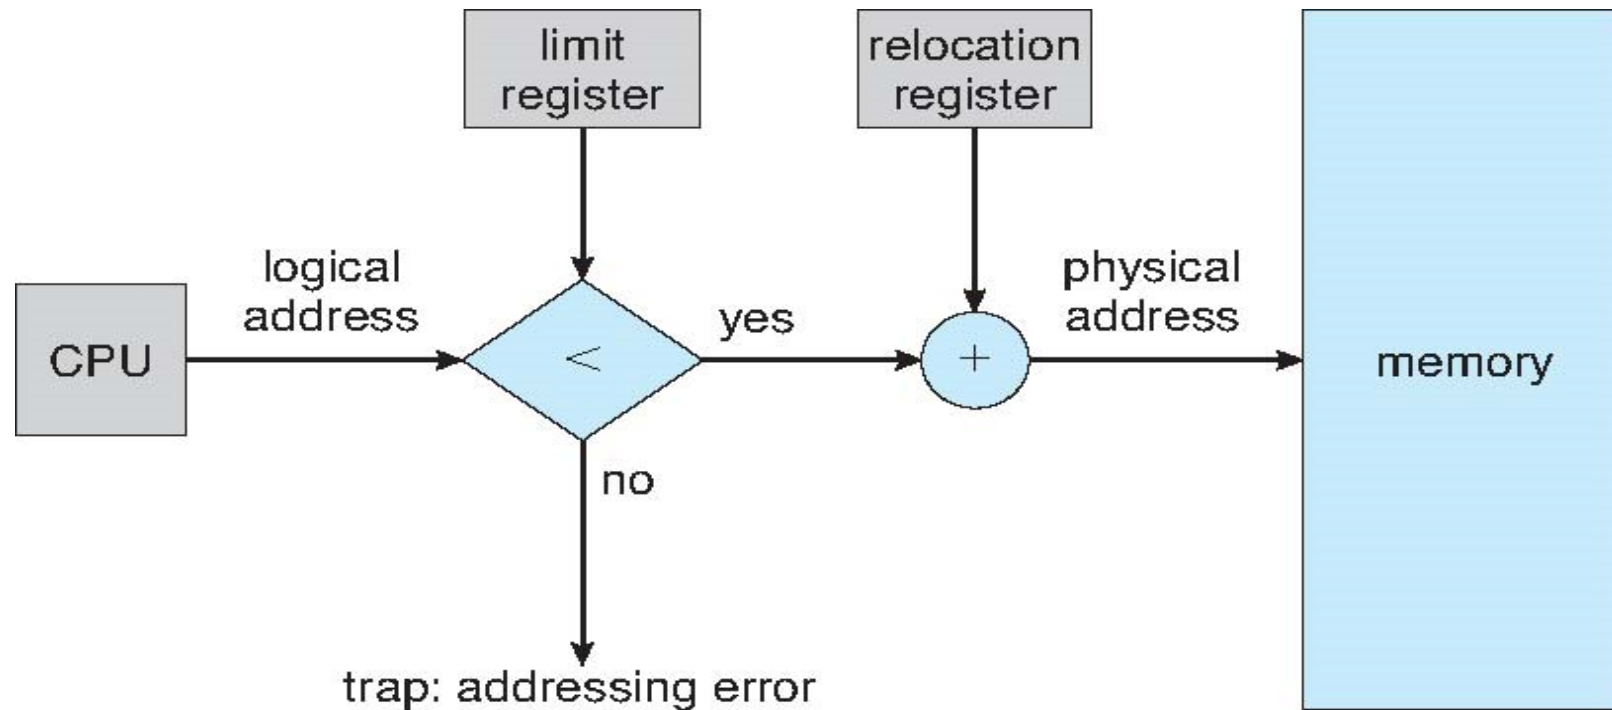 limit
register
relocation
register
logical
address
yes
physical
address
CPU
<
+
memory
no
trap: addressing error